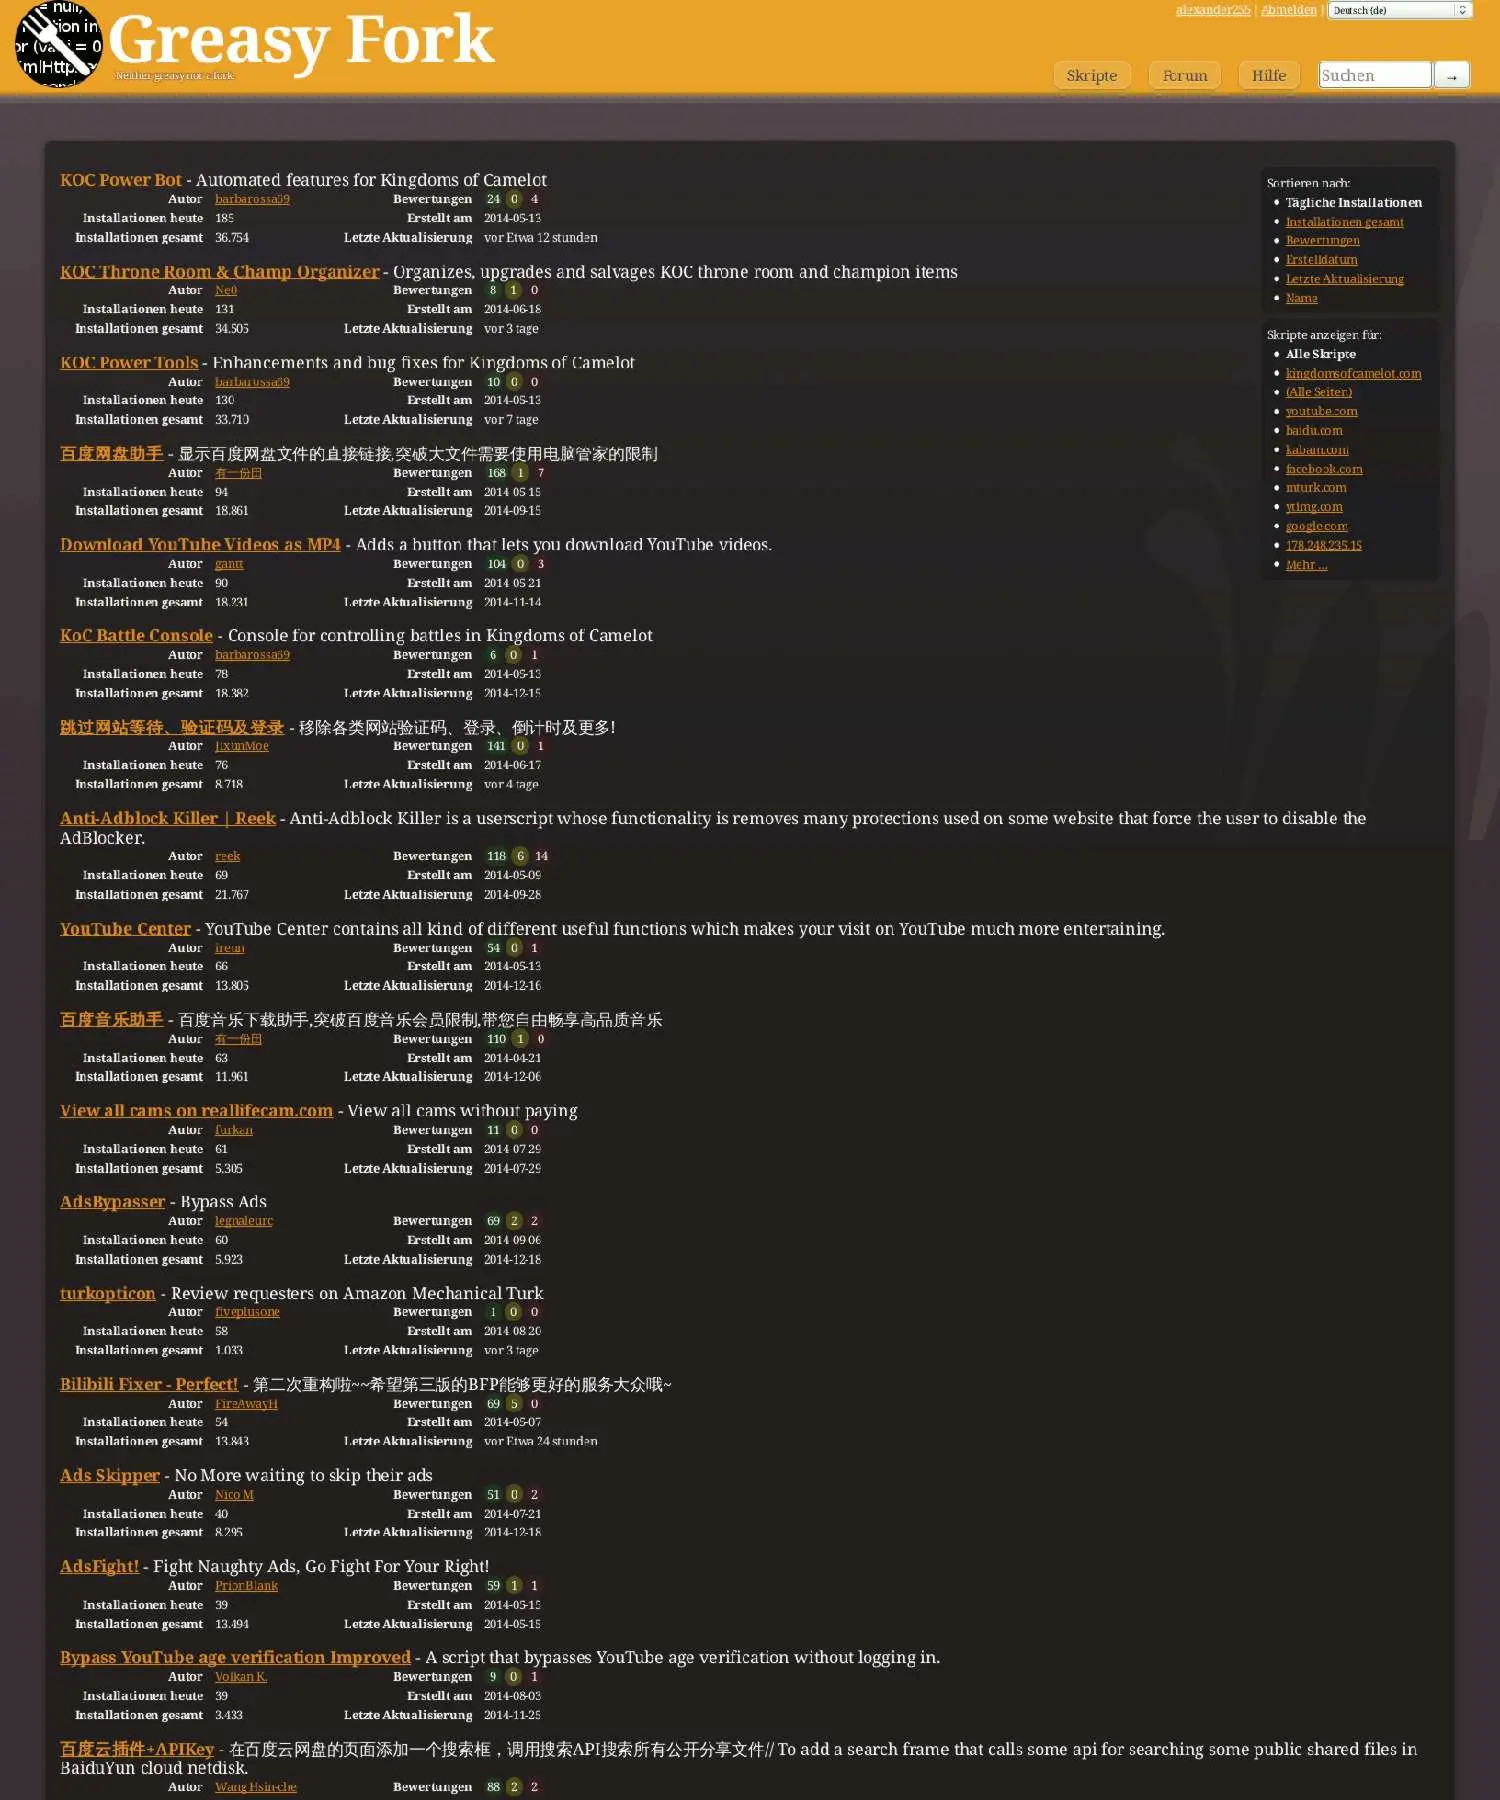 = null,
tion in
or (va i = 0
mlHttp
Greasy Fork
Neither greasy nor a fork.
alexander255 | Abmelden | Deutsch (de)
Skripte Forum Hilfe Suchen →
KOC Power Bot - Automated features for Kingdoms of Camelot
Autor barbarossa69 Bewertungen 24 0 4
Installationen heute 185 Erstellt am 2014-05-13
Installationen gesamt 36.754 Letzte Aktualisierung vor Etwa 12 stunden
KOC Throne Room & Champ Organizer - Organizes, upgrades and salvages KOC throne room and champion items
Autor Ne0 Bewertungen 8 1 0
Installationen heute 131 Erstellt am 2014-06-18
Installationen gesamt 34.505 Letzte Aktualisierung vor 3 tage
KOC Power Tools - Enhancements and bug fixes for Kingdoms of Camelot
Autor barbarossa69 Bewertungen 10 0 0
Installationen heute 130 Erstellt am 2014-05-13
Installationen gesamt 33.710 Letzte Aktualisierung vor 7 tage
百度网盘助手 - 显示百度网盘文件的直接链接,突破大文件需要使用电脑管家的限制
Autor 有一份田 Bewertungen 168 1 7
Installationen heute 94 Erstellt am 2014-05-15
Installationen gesamt 18.861 Letzte Aktualisierung 2014-09-15
Download YouTube Videos as MP4 - Adds a button that lets you download YouTube videos.
Autor gantt Bewertungen 104 0 3
Installationen heute 90 Erstellt am 2014-05-21
Installationen gesamt 18.231 Letzte Aktualisierung 2014-11-14
KoC Battle Console - Console for controlling battles in Kingdoms of Camelot
Autor barbarossa69 Bewertungen 6 0 1
Installationen heute 78 Erstellt am 2014-05-13
Installationen gesamt 18.382 Letzte Aktualisierung 2014-12-15
跳过网站等待、验证码及登录 - 移除各类网站验证码、登录、倒计时及更多!
Autor JixunMoe Bewertungen 141 0 1
Installationen heute 76 Erstellt am 2014-06-17
Installationen gesamt 8.718 Letzte Aktualisierung vor 4 tage
Anti-Adblock Killer | Reek - Anti-Adblock Killer is a userscript whose functionality is removes many protections used on some website that force the user to disable the
AdBlocker.
Autor reek Bewertungen 118 6 14
Installationen heute 69 Erstellt am 2014-05-09
Installationen gesamt 21.767 Letzte Aktualisierung 2014-09-28
YouTube Center - YouTube Center contains all kind of different useful functions which makes your visit on YouTube much more entertaining.
Autor ireun Bewertungen 54 0 1
Installationen heute 66 Erstellt am 2014-05-13
Installationen gesamt 13.805 Letzte Aktualisierung 2014-12-16
百度音乐助手 - 百度音乐下载助手,突破百度音乐会员限制,带您自由畅享高品质音乐
Autor 有一份田 Bewertungen 110 1 0
Installationen heute 63 Erstellt am 2014-04-21
Installationen gesamt 11.961 Letzte Aktualisierung 2014-12-06
View all cams on reallifecam.com - View all cams without paying
Autor furkan Bewertungen 11 0 0
Installationen heute 61 Erstellt am 2014-07-29
Installationen gesamt 5.305 Letzte Aktualisierung 2014-07-29
AdsBypasser - Bypass Ads
Autor legnaleurc Bewertungen 69 2 2
Installationen heute 60 Erstellt am 2014-09-06
Installationen gesamt 5.923 Letzte Aktualisierung 2014-12-18
turkopticon - Review requesters on Amazon Mechanical Turk
Autor fiveplusone Bewertungen 1 0 0
Installationen heute 58 Erstellt am 2014-08-20
Installationen gesamt 1.033 Letzte Aktualisierung vor 3 tage
Bilibili Fixer - Perfect! - 第二次重构啦~~希望第三版的BFP能够更好的服务大众哦~
Autor FireAwayH Bewertungen 69 5 0
Installationen heute 54 Erstellt am 2014-05-07
Installationen gesamt 13.843 Letzte Aktualisierung vor Etwa 24 stunden
Ads Skipper - No More waiting to skip their ads
Autor Nico M Bewertungen 51 0 2
Installationen heute 40 Erstellt am 2014-07-21
Installationen gesamt 8.295 Letzte Aktualisierung 2014-12-18
AdsFight! - Fight Naughty Ads, Go Fight For Your Right!
Autor Prior.Blank Bewertungen 59 1 1
Installationen heute 39 Erstellt am 2014-05-15
Installationen gesamt 13.494 Letzte Aktualisierung 2014-05-15
Bypass YouTube age verification Improved - A script that bypasses YouTube age verification without logging in.
Autor Volkan K. Bewertungen 9 0 1
Installationen heute 39 Erstellt am 2014-08-03
Installationen gesamt 3.433 Letzte Aktualisierung 2014-11-25
百度云插件+APIKey - 在百度云网盘的页面添加一个搜索框，调用搜索API搜索所有公开分享文件// To add a search frame that calls some api for searching some public shared files in
BaiduYun cloud netdisk.
Autor Wang Hsin-che Bewertungen 88 2 2
Sortieren nach:
• Tägliche Installationen
• Installationen gesamt
• Bewertungen
• Erstelldatum
• Letzte Aktualisierung
• Name
Skripte anzeigen für:
• Alle Skripte
• kingdomsofcamelot.com
• (Alle Seiten)
• youtube.com
• baidu.com
• kabam.com
• facebook.com
• mturk.com
• ytimg.com
• google.com
• 178.248.235.15
• Mehr ...